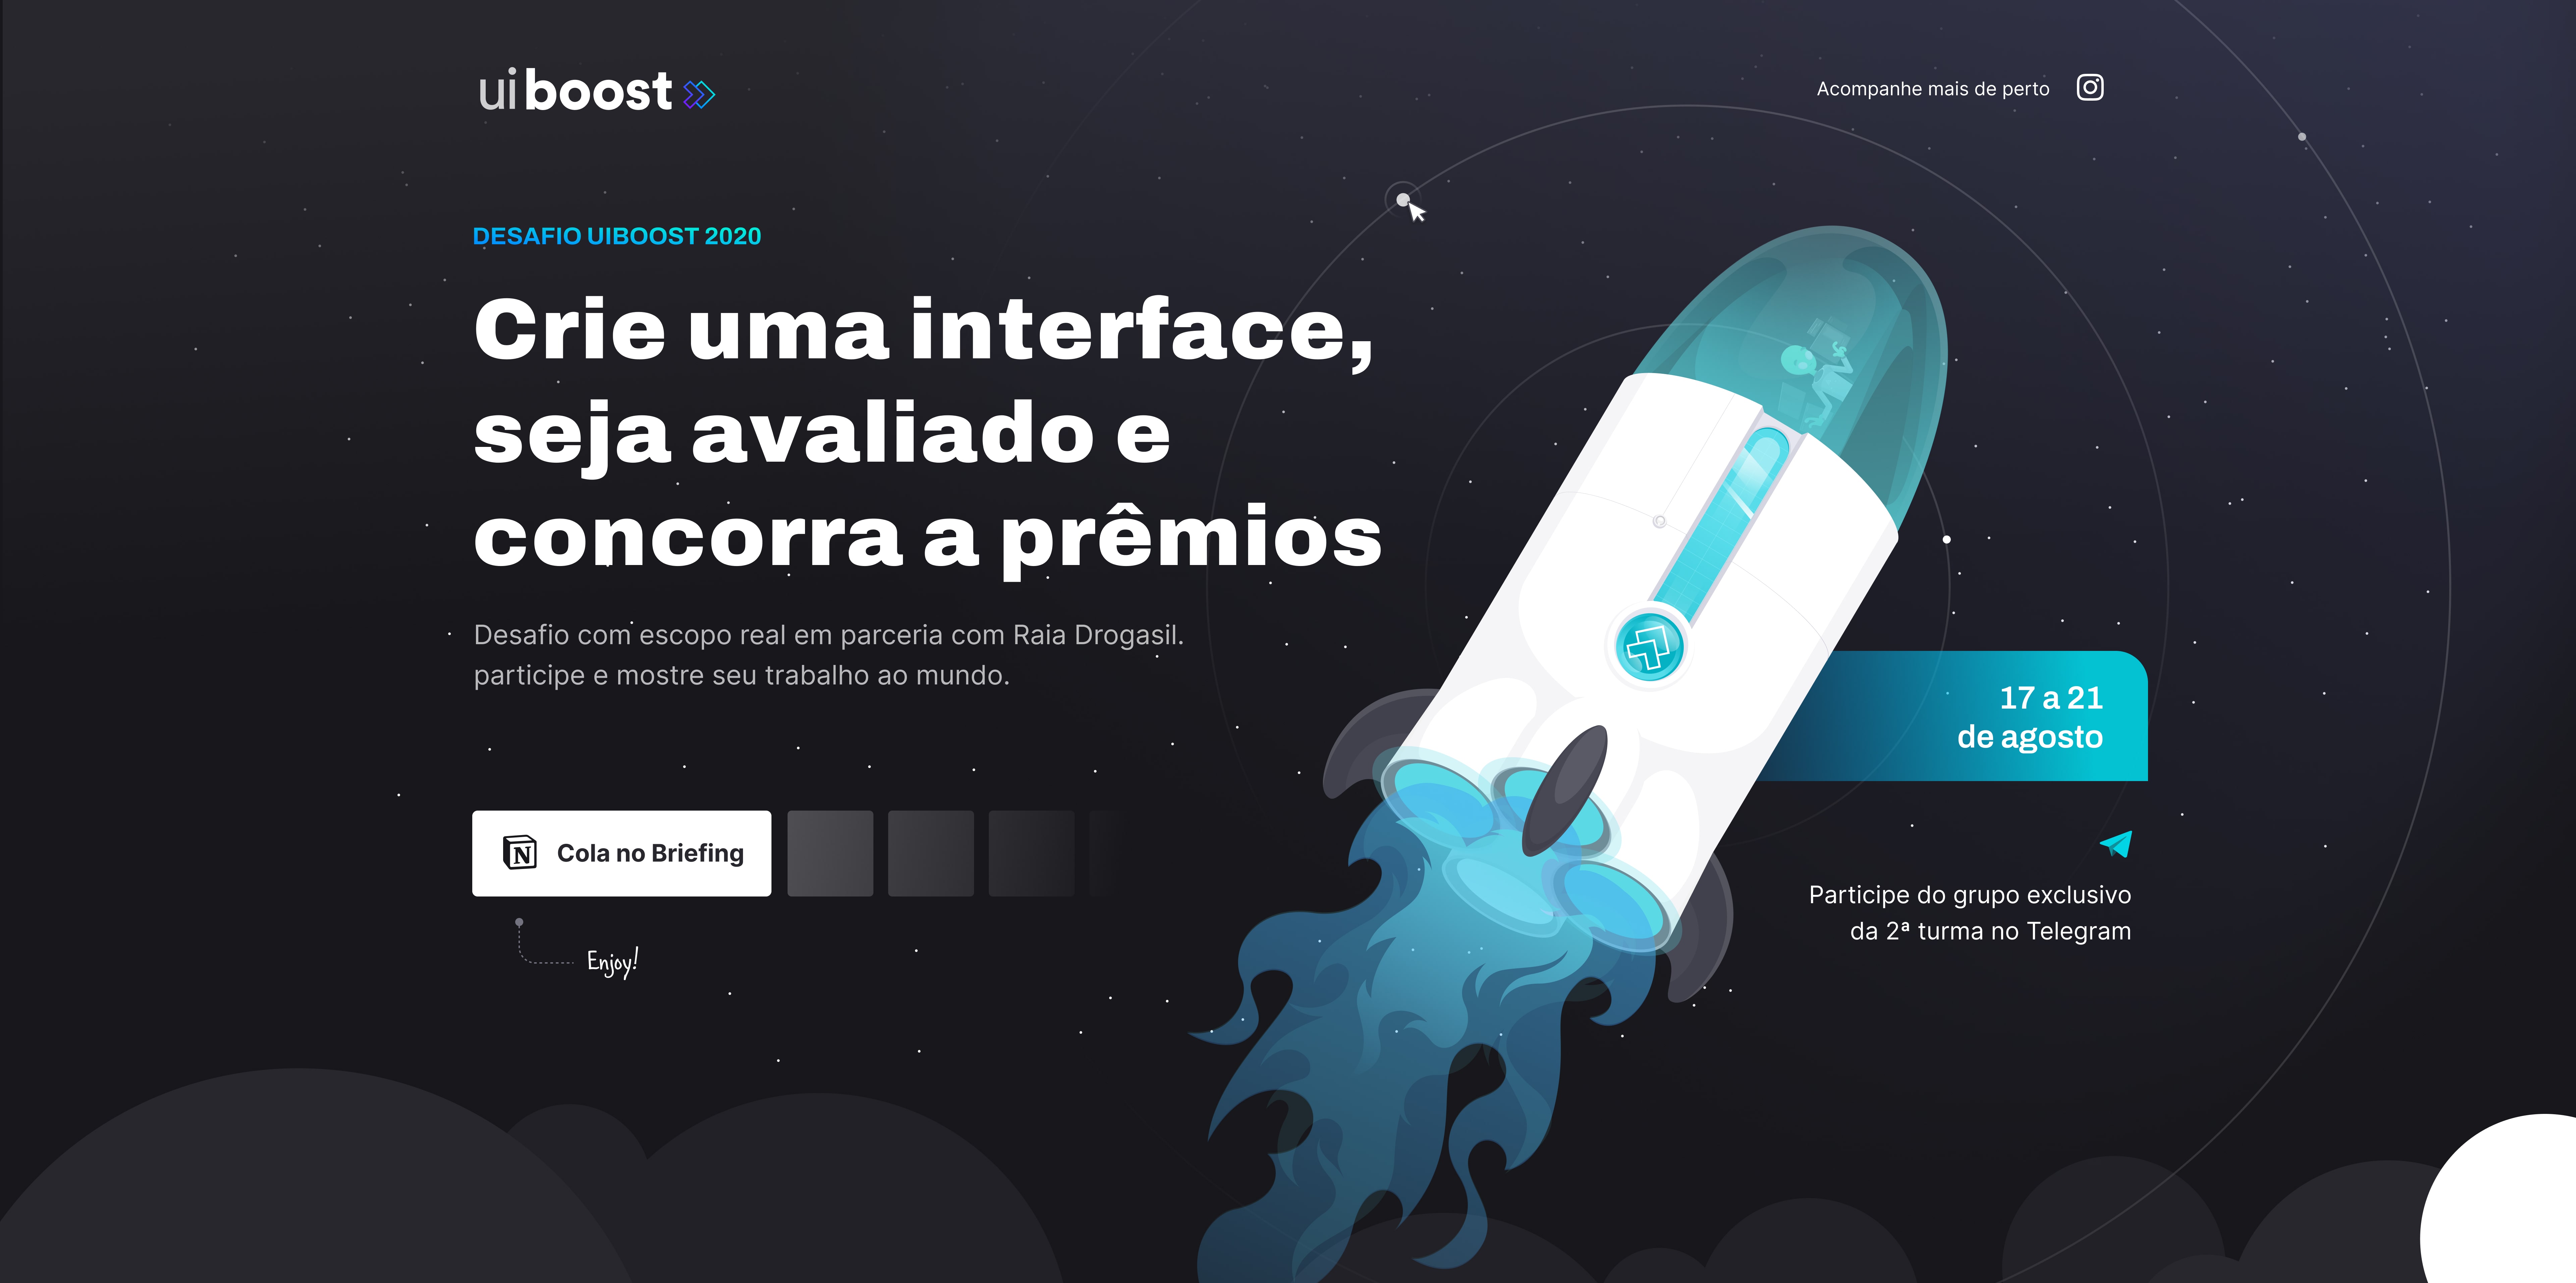 uiboost
Acompanhe mais de perto
DESAFIO UIBOOST 2020
Crie uma interface,
seja avaliado e
concorra a prêmios
Desafio com escopo real em parceria com Raia Drogasil.
participe e mostre seu trabalho ao mundo.
17 a 21
de agosto
N
Cola no Briefing
Enjoy!
Participe do grupo exclusivo
da 2ª turma no Telegram